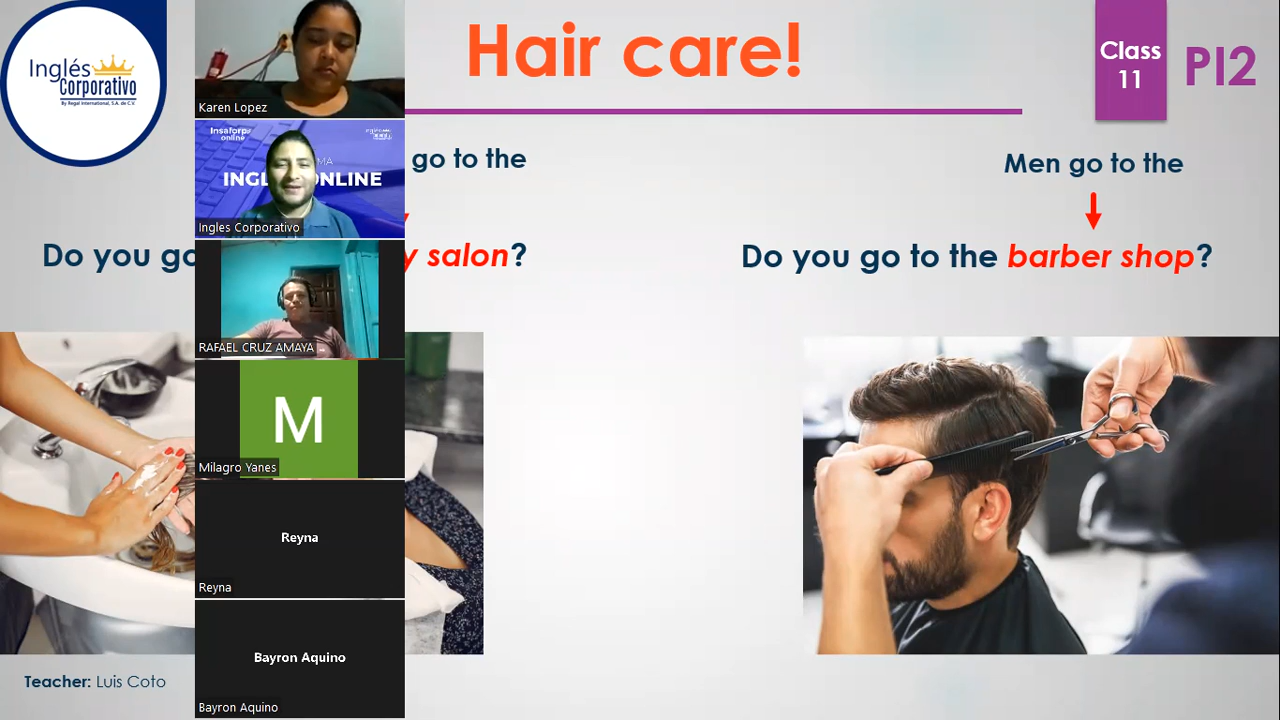 Inglés
Corporativo
By Regal International, S.A. de C.V.
Hair care!
Class
11
PI2
go to the
Men go to the
Do you go
y salon?
Do you go to the barber shop?
Karen Lopez
Insaforp
online
INGL
ONLINE
Ingles Corporativo
RAFAEL CRUZ AMAYA
M
Milagro Yanes
Reyna
Reyna
Bayron Aquino
Bayron Aquino
Teacher: Luis Coto